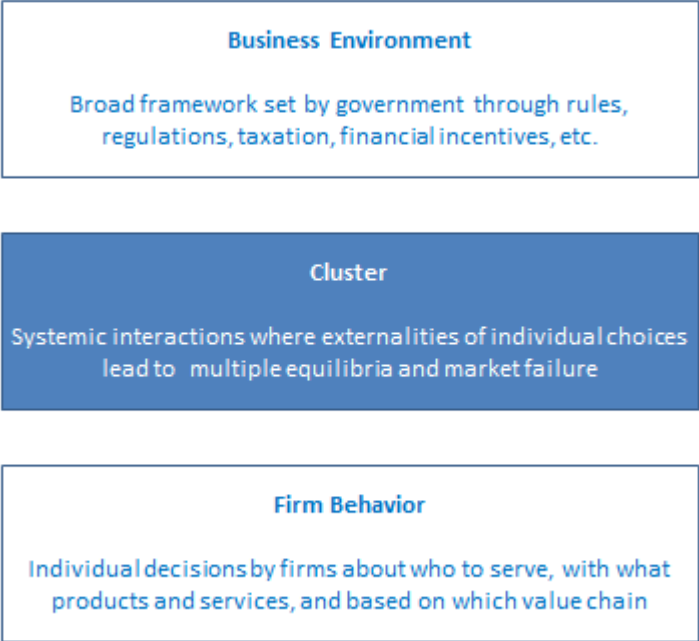 Business Environment
Broad framework set by government through rules,
regulations, taxation, financial incentives, etc.
Cluster
Systemic interactions where externalities of individual choices
lead to multiple equilibria and market failure
Firm Behavior
Individual decisions by firms about who to serve, with what
products and services, and based on which value chain